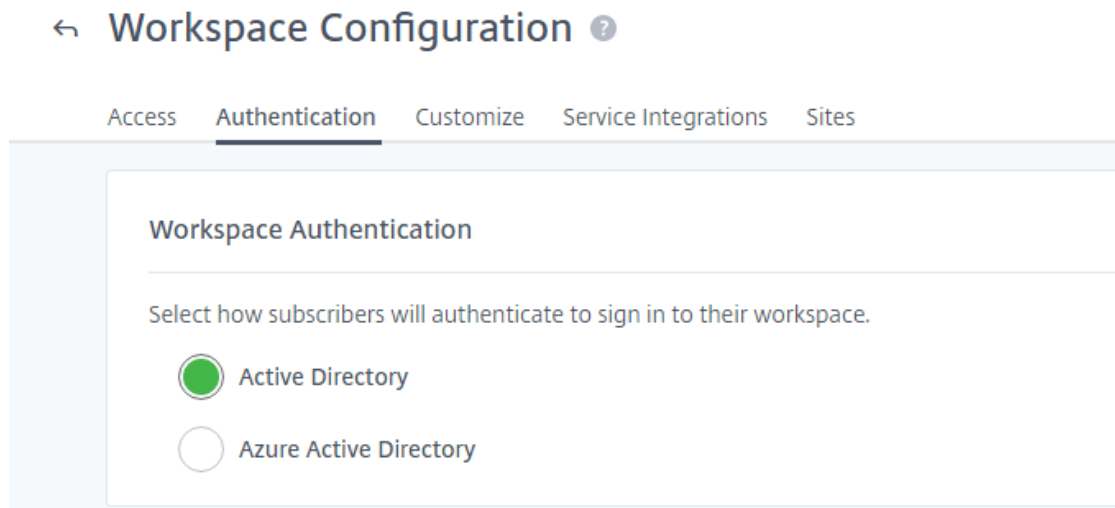 Workspace Configuration ?
Access Authentication Customize Service Integrations Sites
Workspace Authentication
Select how subscribers will authenticate to sign in to their workspace.
Active Directory
Azure Active Directory